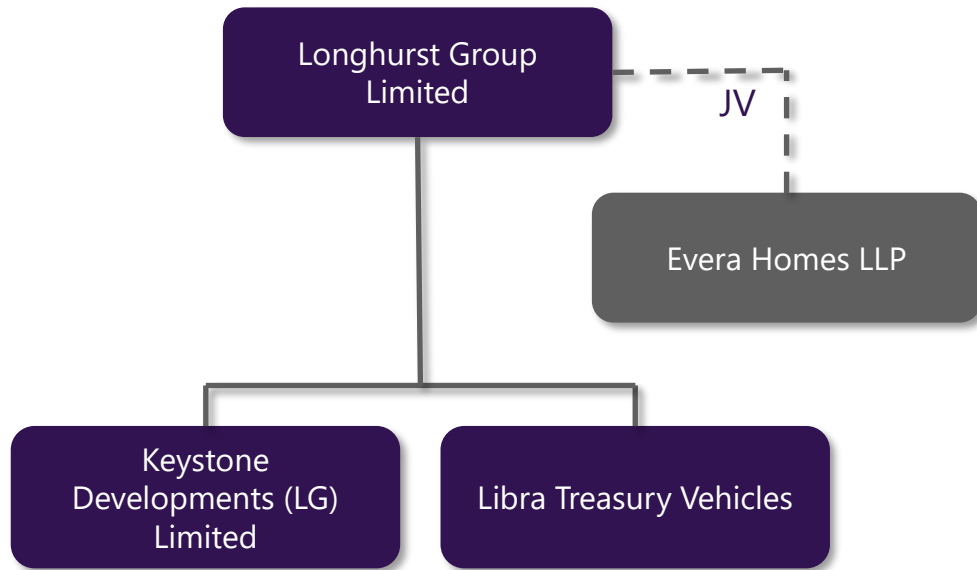 Longhurst Group
Limited
JV
Evera Homes LLP
Keystone
Developments (LG)
Limited
Libra Treasury Vehicles